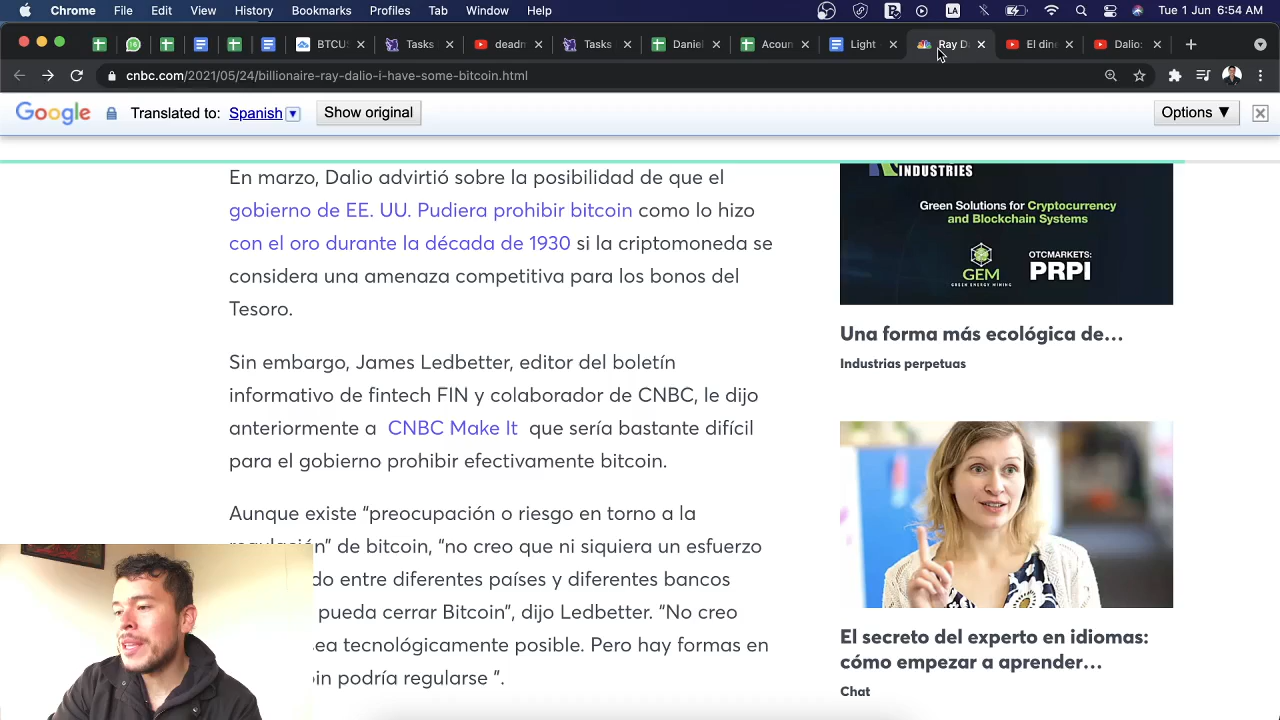 Chrome File Edit View History Bookmarks Profiles Tab Window Help
LA
Tue 1 Jun 6:54 AM
BTCUS
Tasks
deadm
Tasks
Daniel
Acoun
Light
Ray D
El dine
Dalio:
cnbc.com/2021/05/24/billionaire-ray-dalio-i-have-some-bitcoin.html
Google Translated to: Spanish Show original Options ▼
En marzo, Dalio advirtió sobre la posibilidad de que el
gobierno de EE. UU. Pudiera prohibir bitcoin como lo hizo
con el oro durante la década de 1930 si la criptomoneda se
considera una amenaza competitiva para los bonos del
Tesoro.
Sin embargo, James Ledbetter, editor del boletín
informativo de fintech FIN y colaborador de CNBC, le dijo
anteriormente a CNBC Make It que sería bastante difícil
para el gobierno prohibir efectivamente bitcoin.
Aunque existe “preocupación o riesgo en torno a la
regulación” de bitcoin, “no creo que ni siquiera un esfuerzo
do entre diferentes países y diferentes bancos
pueda cerrar Bitcoin”, dijo Ledbetter. “No creo
sea tecnológicamente posible. Pero hay formas en
podría regularse ”.
INDUSTRIES
Green Solutions for Cryptocurrency
and Blockchain Systems
GEM
GREEN ENERGY MINING
OTCMARKETS:
PRPI
Una forma más ecológica de…
Industrias perpetuas
El secreto del experto en idiomas:
cómo empezar a aprender…
Chat